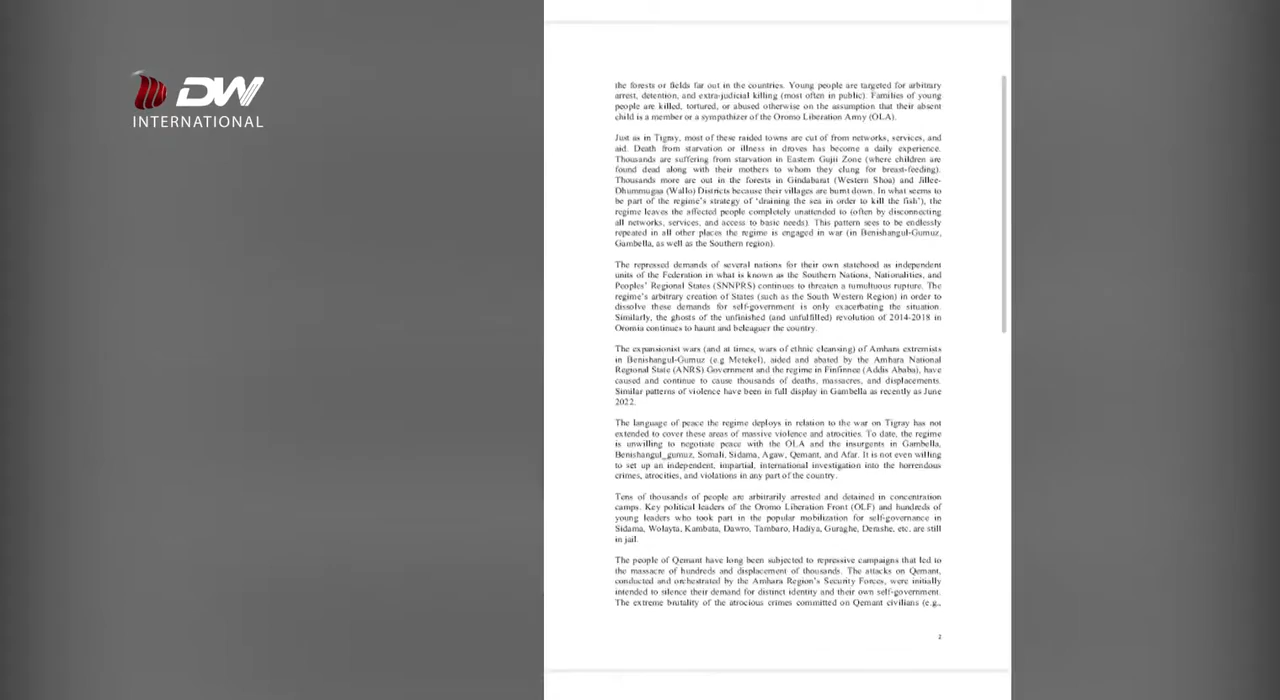 DW
INTERNATIONAL
the forests or fields far out in the countries. Young people are targeted for arbitrary
arrest, detention, and extra-judicial killing (most often in public). Families of young
people are killed, tortured, or abused otherwise on the assumption that their absent
child is a member or a sympathizer of the Oromo Liberation Army (OLA).
Just as in Tigray, most of these raided towns are cut of from networks, services, and
aid. Death from starvation or illness in droves has become a daily experience.
Thousands are suffering from starvation in Eastern Gujii Zone (where children are
found dead along with their mothers to whom they clung for breast-feeding).
Thousands more are out in the forests in Gindabarat (Western Shoa) and Jillee-
Dhummugaa (Wallo) Districts because their villages are burnt down. In what seems to
be part of the regime's strategy of 'draining the sea in order to kill the fish'), the
regime leaves the affected people completely unattended to (often by disconnecting
all networks, services, and access to basic needs). This pattern sees to be endlessly
repeated in all other places the regime is engaged in war (in Benishangul-Gumuz,
Gambella, as well as the Southern region).
The repressed demands of several nations for their own statehood as independent
units of the Federation in what is known as the Southern Nations, Nationalities, and
Peoples' Regional States (SNNPRS) continues to threaten a tumultuous rupture. The
regime's arbitrary creation of States (such as the South Western Region) in order to
dissolve these demands for self-government is only exacerbating the situation.
Similarly, the ghosts of the unfinished (and unfulfilled) revolution of 2014-2018 in
Oromia continues to haunt and beleaguer the country.
The expansionist wars (and at times, wars of ethnic cleansing) of Amhara extremists
in Benishangul-Gumuz (e.g Metekel), aided and abated by the Amhara National
Regional State (ANRS) Government and the regime in Finfinnee (Addis Ababa), have
caused and continue to cause thousands of deaths, massacres, and displacements.
Similar patterns of violence have been in full display in Gambella as recently as June
2022.
The language of peace the regime deploys in relation to the war on Tigray has not
extended to cover these areas of massive violence and atrocities. To date, the regime
is unwilling to negotiate peace with the OLA and the insurgents in Gambella,
Benishangul_gumuz, Somali, Sidama, Agaw, Qemant, and Afar. It is not even willing
to set up an independent, impartial, international investigation into the horrendous
crimes, atrocities, and violations in any part of the country.
Tens of thousands of people are arbitrarily arrested and detained in concentration
camps. Key political leaders of the Oromo Liberation Front (OLF) and hundreds of
young leaders who took part in the popular mobilization for self-governance in
Sidama, Wolayta, Kambata, Dawro, Tambaro, Hadiya, Guraghe, Derashe, etc. are still
in jail.
The people of Qemant have long been subjected to repressive campaigns that led to
the massacre of hundreds and displacement of thousands. The attacks on Qemant,
conducted and orchestrated by the Amhara Region's Security Forces, were initially
intended to silence their demand for distinct identity and their own self-government.
The extreme brutality of the atrocious crimes committed on Qemant civilians (e.g.,
2